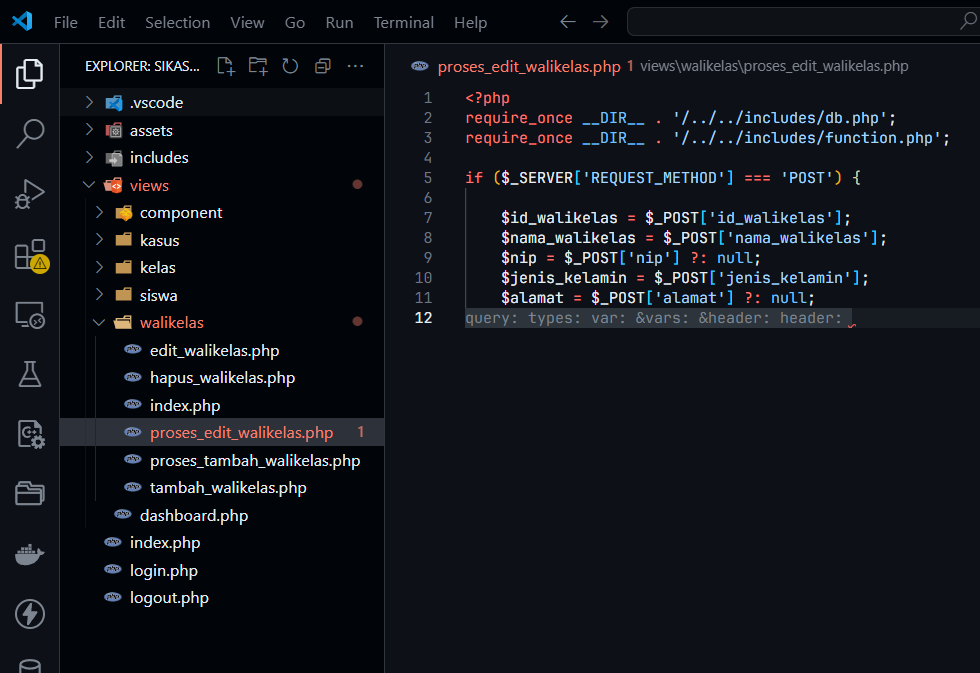 File Edit Selection View Go Run Terminal Help
EXPLORER: SIKAS...
.vscode
assets
includes
views
component
kasus
kelas
siswa
walikelas
edit_walikelas.php
hapus_walikelas.php
index.php
proses_edit_walikelas.php 1
proses_tambah_walikelas.php
tambah_walikelas.php
dashboard.php
index.php
login.php
logout.php
proses_edit_walikelas.php 1 views\walikelas\proses_edit_walikelas.php
1 <?php
2 require_once __DIR__ . '/../../includes/db.php';
3 require_once __DIR__ . '/../../includes/function.php';
4
5 if ($_SERVER['REQUEST_METHOD'] === 'POST') {
6
7 $id_walikelas = $_POST['id_walikelas'];
8 $nama_walikelas = $_POST['nama_walikelas'];
9 $nip = $_POST['nip'] ?: null;
10 $jenis_kelamin = $_POST['jenis_kelamin'];
11 $alamat = $_POST['alamat'] ?: null;
12 query: types: var: &vars: &header: header: